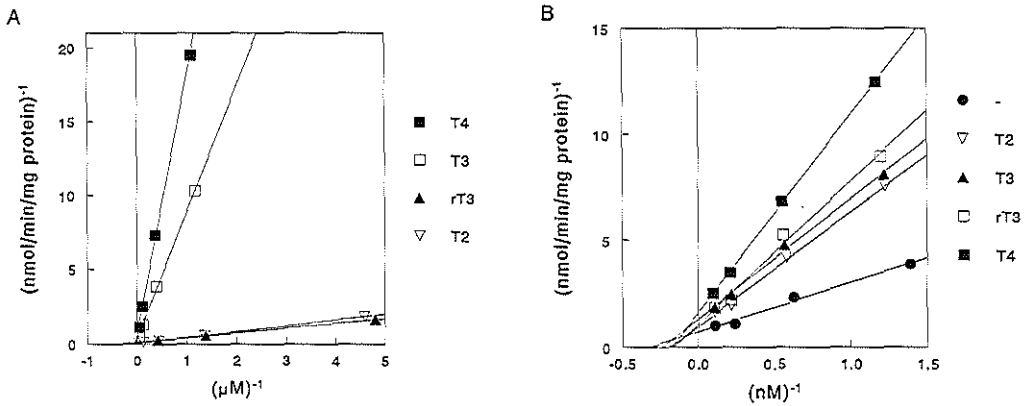 A
(nmol/min/mg protein)⁻¹
20
15
10
5
0
-1
0
1
2
3
4
5
(µM)⁻¹
T4
T3
rT3
T2
B
(nmol/min/mg protein)⁻¹
15
10
5
0
-0.5
0.0
0.5
1.0
1.5
(nM)⁻¹
-
T2
T3
rT3
T4